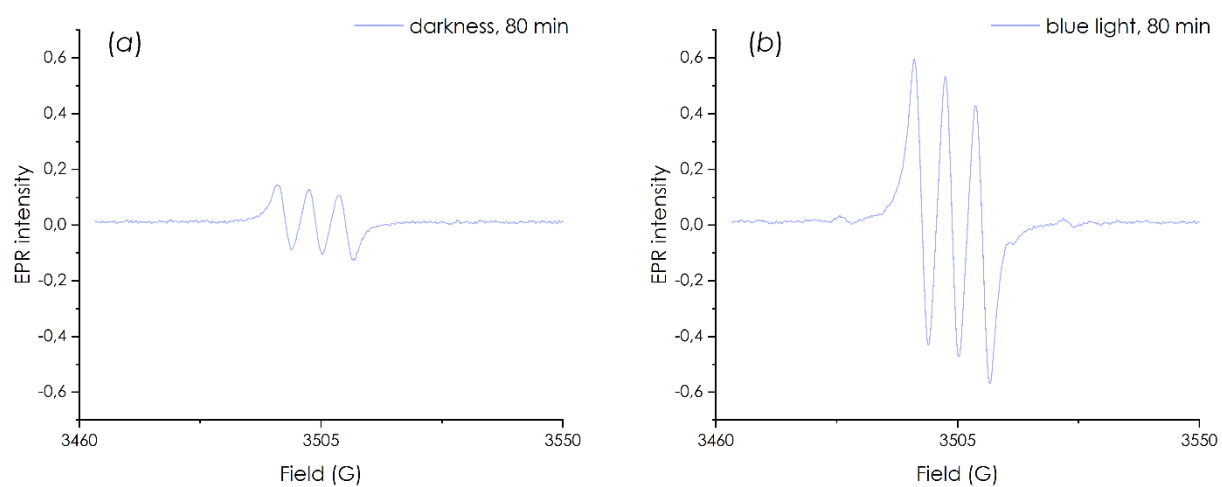 (a)
darkness, 80 min
0,6
0,4
0,2
0,0
-0,2
-0,4
-0,6
EPR intensity
3460
3505
3550
Field (G)
(b)
blue light, 80 min
0,6
0,4
0,2
0,0
-0,2
-0,4
-0,6
EPR intensity
3460
3505
3550
Field (G)